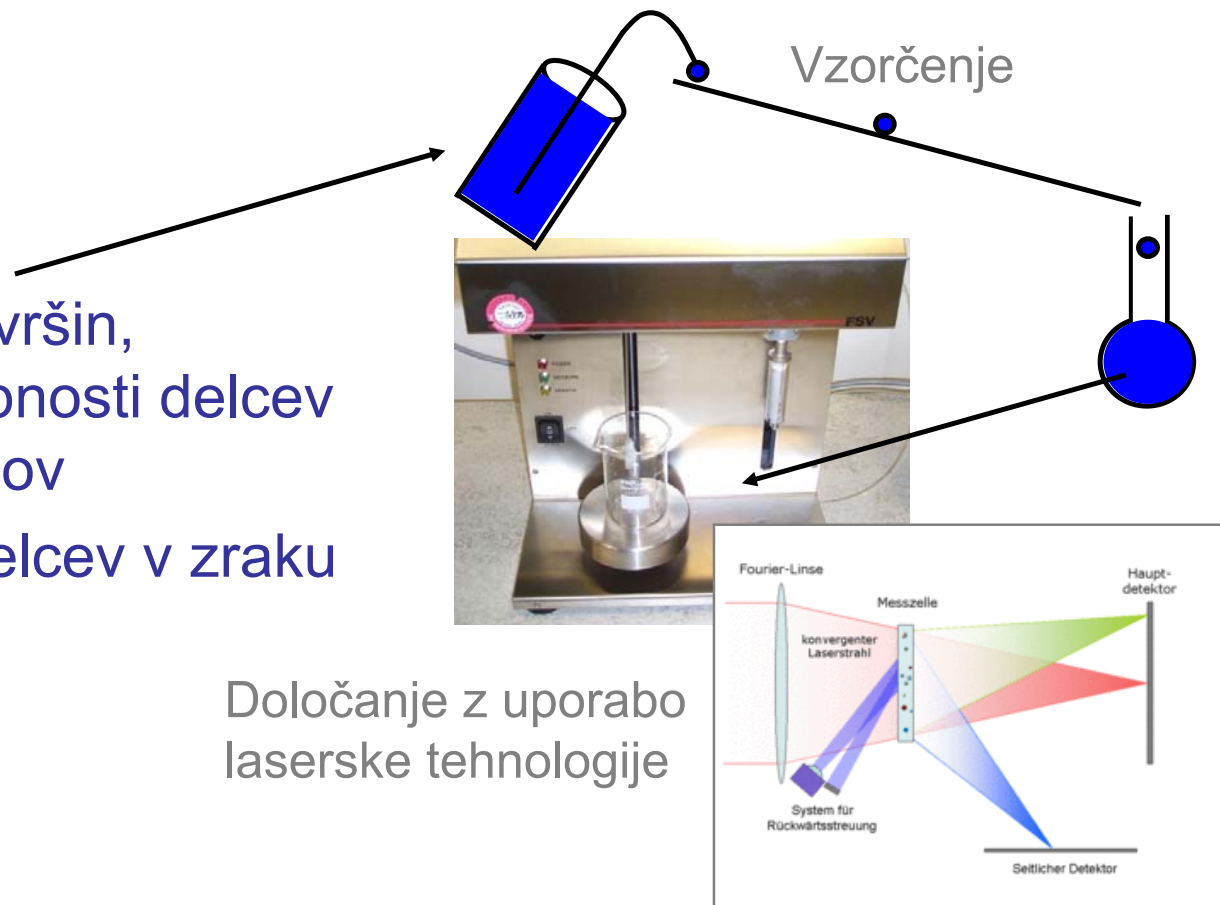 Vzorčenje
vršin,
nosti delcev
ov
elcev v zraku
FSV
Določanje z uporabo
laserske tehnologije
Fourier-Linse
Haupt-
detektor
Messzelle
konvergenter
Laserstrahl
System für
Rückwärtsstreuung
Seitlicher Detektor